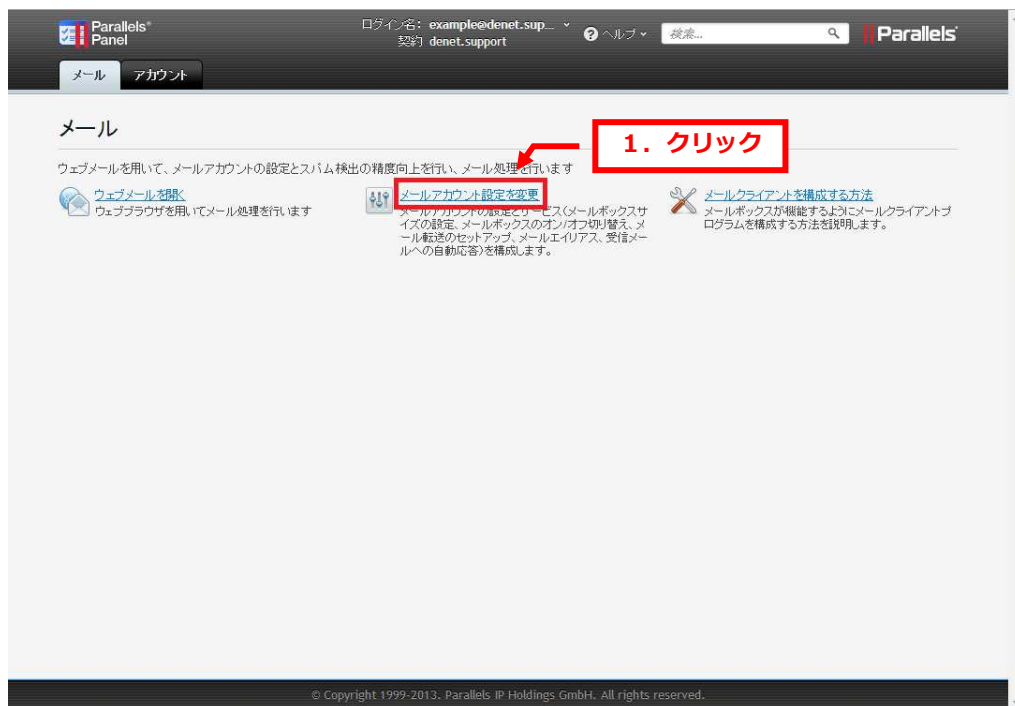 Parallels®
Panel
ログイン名: example@denet.sup...
契約 denet.support
ヘルプ
検索...
Parallels®
メール
アカウント
メール
1. クリック
ウェブメールを用いて、メールアカウントの設定とスパム検出の精度向上を行い、メール処理を行います
ウェブメールを開く
ウェブブラウザを用いてメール処理を行います
メールアカウント設定を変更
メールアカウントの設定とサービス(メールボックスサ
イズの設定、メールボックスのオン/オフ切り替え、メ
ール転送のセットアップ、メールエイリアス、受信メー
ルへの自動応答)を構成します。
メールクライアントを構成する方法
メールボックスが機能するようにメールクライアントプ
ログラムを構成する方法を説明します。
© Copyright 1999-2013. Parallels IP Holdings GmbH. All rights reserved.